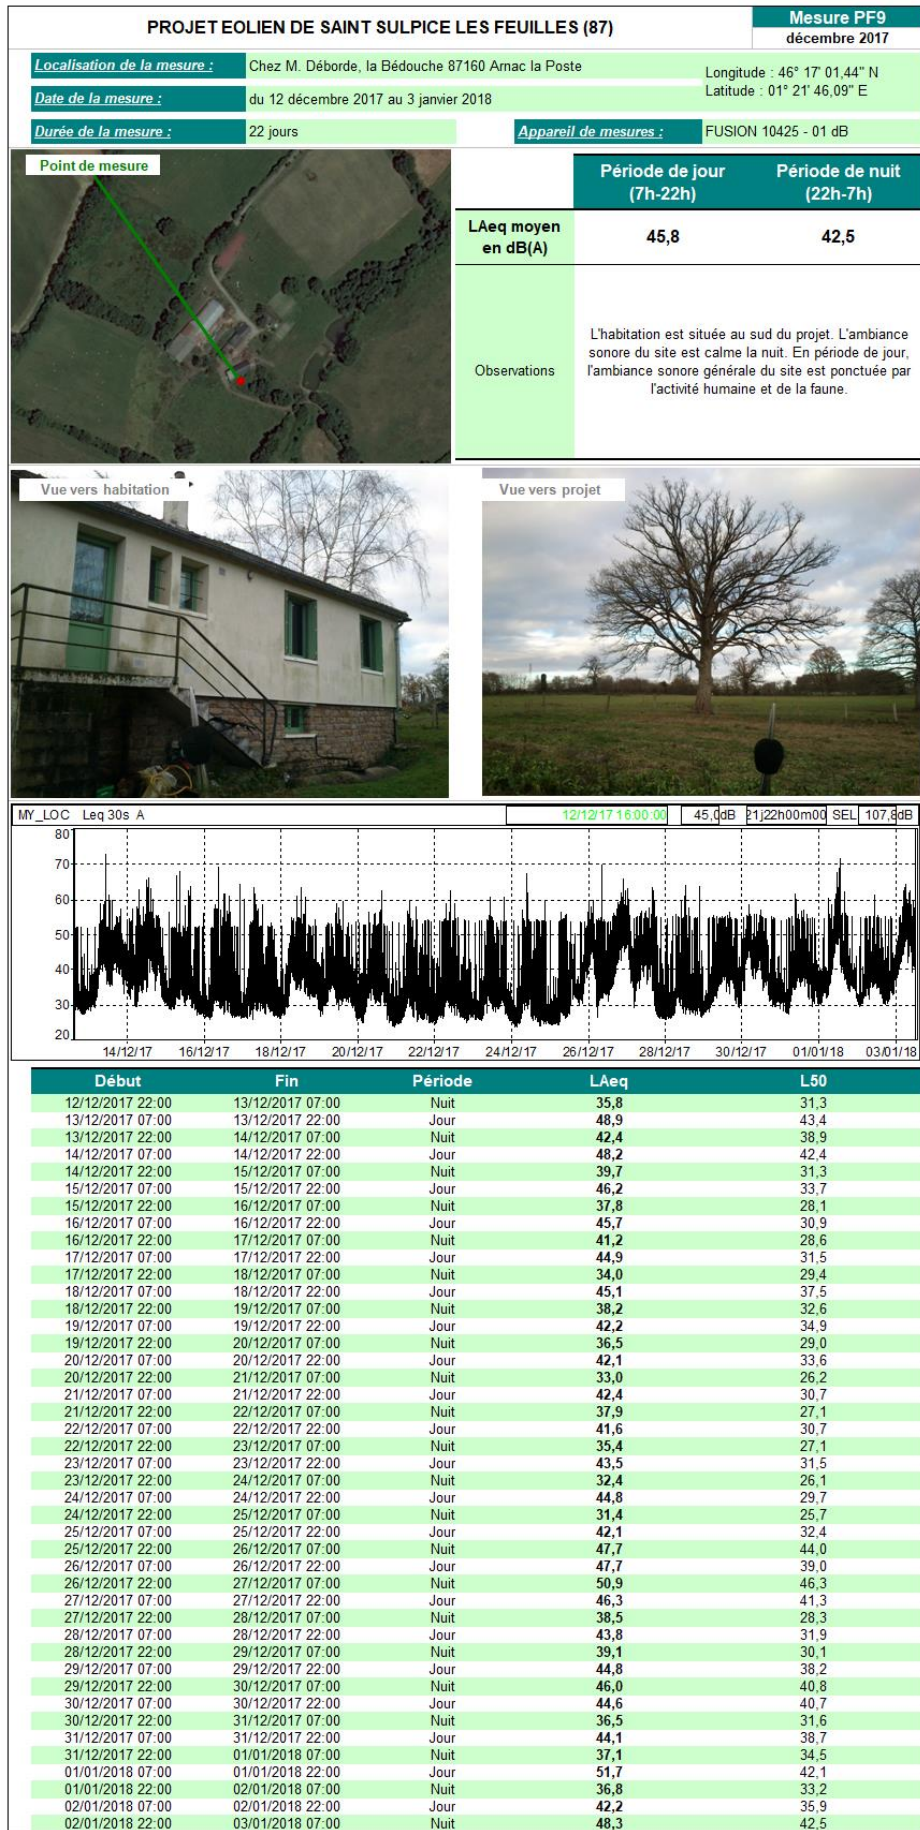 PROJET EOLIEN DE SAINT SULPICE LES FEUILLES (87)
Mesure PF9
décembre 2017
Localisation de la mesure :
Chez M. Déborde, la Bédouche 87160 Arnac la Poste
Longitude : 46° 17' 01,44" N
Latitude : 01° 21' 46,09" E
Date de la mesure :
du 12 décembre 2017 au 3 janvier 2018
Durée de la mesure :
22 jours
Appareil de mesures :
FUSION 10425 - 01 dB
Point de mesure
Période de jour
(7h-22h)
Période de nuit
(22h-7h)
LAeq moyen
en dB(A)
45,8
42,5
Observations
L'habitation est située au sud du projet. L'ambiance
sonore du site est calme la nuit. En période de jour,
l'ambiance sonore générale du site est ponctuée par
l'activité humaine et de la faune.
Vue vers habitation
Vue vers projet
MY_LOC Leq 30s A 12/12/17 16:00:00 45,0dB 21j22h00m00 SEL 107,8dB
80
70
60
50
40
30
20
14/12/17 16/12/17 18/12/17 20/12/17 22/12/17 24/12/17 26/12/17 28/12/17 30/12/17 01/01/18 03/01/18
Début Fin Période LAeq L50
12/12/2017 22:00 13/12/2017 07:00 Nuit 35,8 31,3
13/12/2017 07:00 13/12/2017 22:00 Jour 48,9 43,4
13/12/2017 22:00 14/12/2017 07:00 Nuit 42,4 38,9
14/12/2017 07:00 14/12/2017 22:00 Jour 48,2 42,4
14/12/2017 22:00 15/12/2017 07:00 Nuit 39,7 31,3
15/12/2017 07:00 15/12/2017 22:00 Jour 46,2 33,7
15/12/2017 22:00 16/12/2017 07:00 Nuit 37,8 28,1
16/12/2017 07:00 16/12/2017 22:00 Jour 45,7 30,9
16/12/2017 22:00 17/12/2017 07:00 Nuit 41,2 28,6
17/12/2017 07:00 17/12/2017 22:00 Jour 44,9 31,5
17/12/2017 22:00 18/12/2017 07:00 Nuit 34,0 29,4
18/12/2017 07:00 18/12/2017 22:00 Jour 45,1 37,5
18/12/2017 22:00 19/12/2017 07:00 Nuit 38,2 32,6
19/12/2017 07:00 19/12/2017 22:00 Jour 42,2 34,9
19/12/2017 22:00 20/12/2017 07:00 Nuit 36,5 29,0
20/12/2017 07:00 20/12/2017 22:00 Jour 42,1 33,6
20/12/2017 22:00 21/12/2017 07:00 Nuit 33,0 26,2
21/12/2017 07:00 21/12/2017 22:00 Jour 42,4 30,7
21/12/2017 22:00 22/12/2017 07:00 Nuit 37,9 27,1
22/12/2017 07:00 22/12/2017 22:00 Jour 41,6 30,7
22/12/2017 22:00 23/12/2017 07:00 Nuit 35,4 27,1
23/12/2017 07:00 23/12/2017 22:00 Jour 43,5 31,5
23/12/2017 22:00 24/12/2017 07:00 Nuit 32,4 26,1
24/12/2017 07:00 24/12/2017 22:00 Jour 44,8 29,7
24/12/2017 22:00 25/12/2017 07:00 Nuit 31,4 25,7
25/12/2017 07:00 25/12/2017 22:00 Jour 42,1 32,4
25/12/2017 22:00 26/12/2017 07:00 Nuit 47,7 44,0
26/12/2017 07:00 26/12/2017 22:00 Jour 47,7 39,0
26/12/2017 22:00 27/12/2017 07:00 Nuit 50,9 46,3
27/12/2017 07:00 27/12/2017 22:00 Jour 46,3 41,3
27/12/2017 22:00 28/12/2017 07:00 Nuit 38,5 28,3
28/12/2017 07:00 28/12/2017 22:00 Jour 43,8 31,9
28/12/2017 22:00 29/12/2017 07:00 Nuit 39,1 30,1
29/12/2017 07:00 29/12/2017 22:00 Jour 44,8 38,2
29/12/2017 22:00 30/12/2017 07:00 Nuit 46,0 40,8
30/12/2017 07:00 30/12/2017 22:00 Jour 44,6 40,7
30/12/2017 22:00 31/12/2017 07:00 Nuit 36,5 31,6
31/12/2017 07:00 31/12/2017 22:00 Jour 44,1 38,7
31/12/2017 22:00 01/01/2018 07:00 Nuit 37,1 34,5
01/01/2018 07:00 01/01/2018 22:00 Jour 51,7 42,1
01/01/2018 22:00 02/01/2018 07:00 Nuit 36,8 33,2
02/01/2018 07:00 02/01/2018 22:00 Jour 42,2 35,9
02/01/2018 22:00 03/01/2018 07:00 Nuit 48,3 42,5